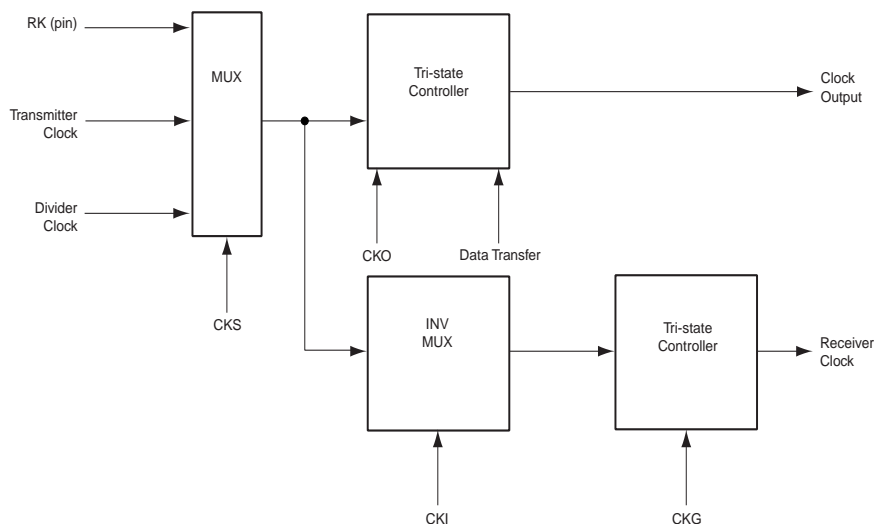 RK (pin)
MUX
Tri-state
Controller
Clock
Output
Transmitter
Clock
Divider
Clock
CKO
Data Transfer
CKS
INV
MUX
Tri-state
Controller
Receiver
Clock
CKI
CKG